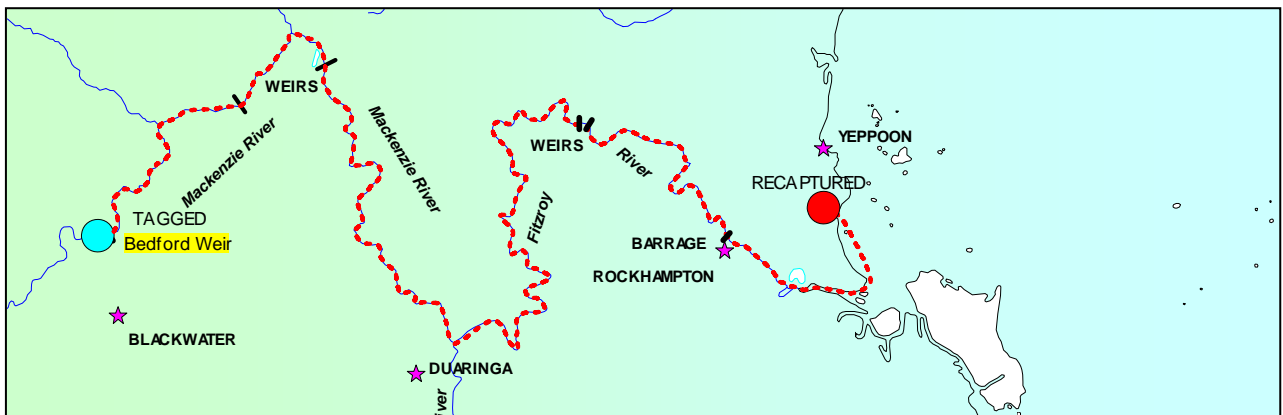 WEIRS
Mackenzie River
Mackenzie River
WEIRS
River
YEPPOON
RECAPTURED
TAGGED
Bedford Weir
Fitzroy
BARRAGE
ROCKHAMPTON
BLACKWATER
DUARINGA